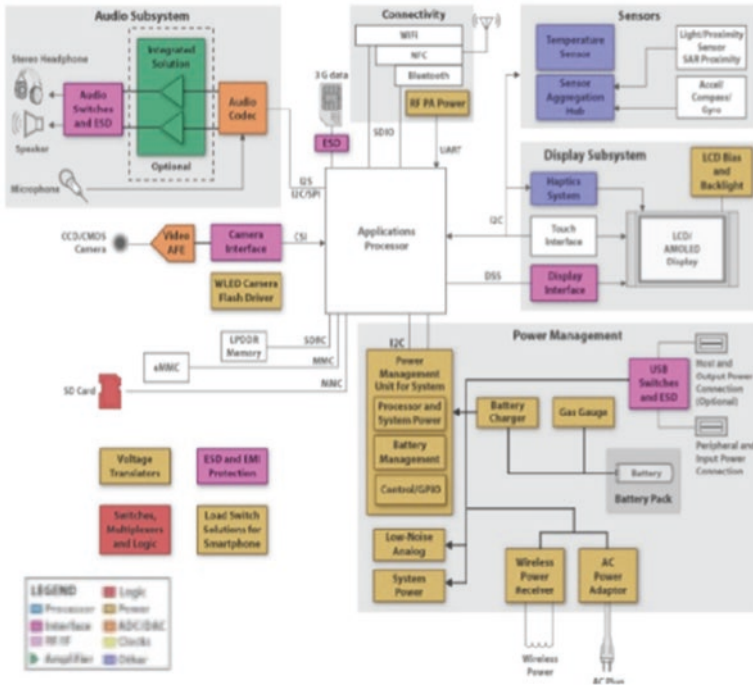 Audio Subsystem
Stereo Headphone
Speaker
Microphone
Audio
Switches
and ESD
Integrated
Solution
Optional
Audio
Codec
Connectivity
WiFi
NFC
Bluetooth
RF PA Power
3G data
ESD
SDIO
UART
I2S
I2C/SPI
Sensors
Temperature
Sensor
Sensor
Aggregation
Hub
Light/Proximity
Sensor
SAR Proximity
Accel/
Compass/
Gyro
Display Subsystem
LCD Bias
and
Backlight
Haptics
System
Touch
Interface
Display
Interface
LCD/
AMOLED
Display
I2C
DSS
CCD/CMOS
Camera
Video
AFE
Camera
Interface
CSI
WLED Camera
Flash Driver
Applications
Processor
LPDDR
Memory
SDRC
eMMC
MMC
SD Card
MMC
I2C
Power Management
Power
Management
Unit for System
Processor and
System Power
Battery
Management
Control/GPIO
Battery
Charger
Gas Gauge
Battery
Battery Pack
USB
Switches
and ESD
Host and
Output Power
Connection
(Optional)
Peripheral and
Input Power
Connection
Low-Noise
Analog
System
Power
Wireless
Power
Receiver
AC
Power
Adaptor
Wireless
Power
AC Plug
Voltage
Translators
ESD and EMI
Protection
Switches,
Multiplexers
and Logic
Load Switch
Solutions for
Smartphone
LEGEND
Processor
Interface
RF/IF
Amplifier
Logic
Power
ADC/DAC
Clocks
Other